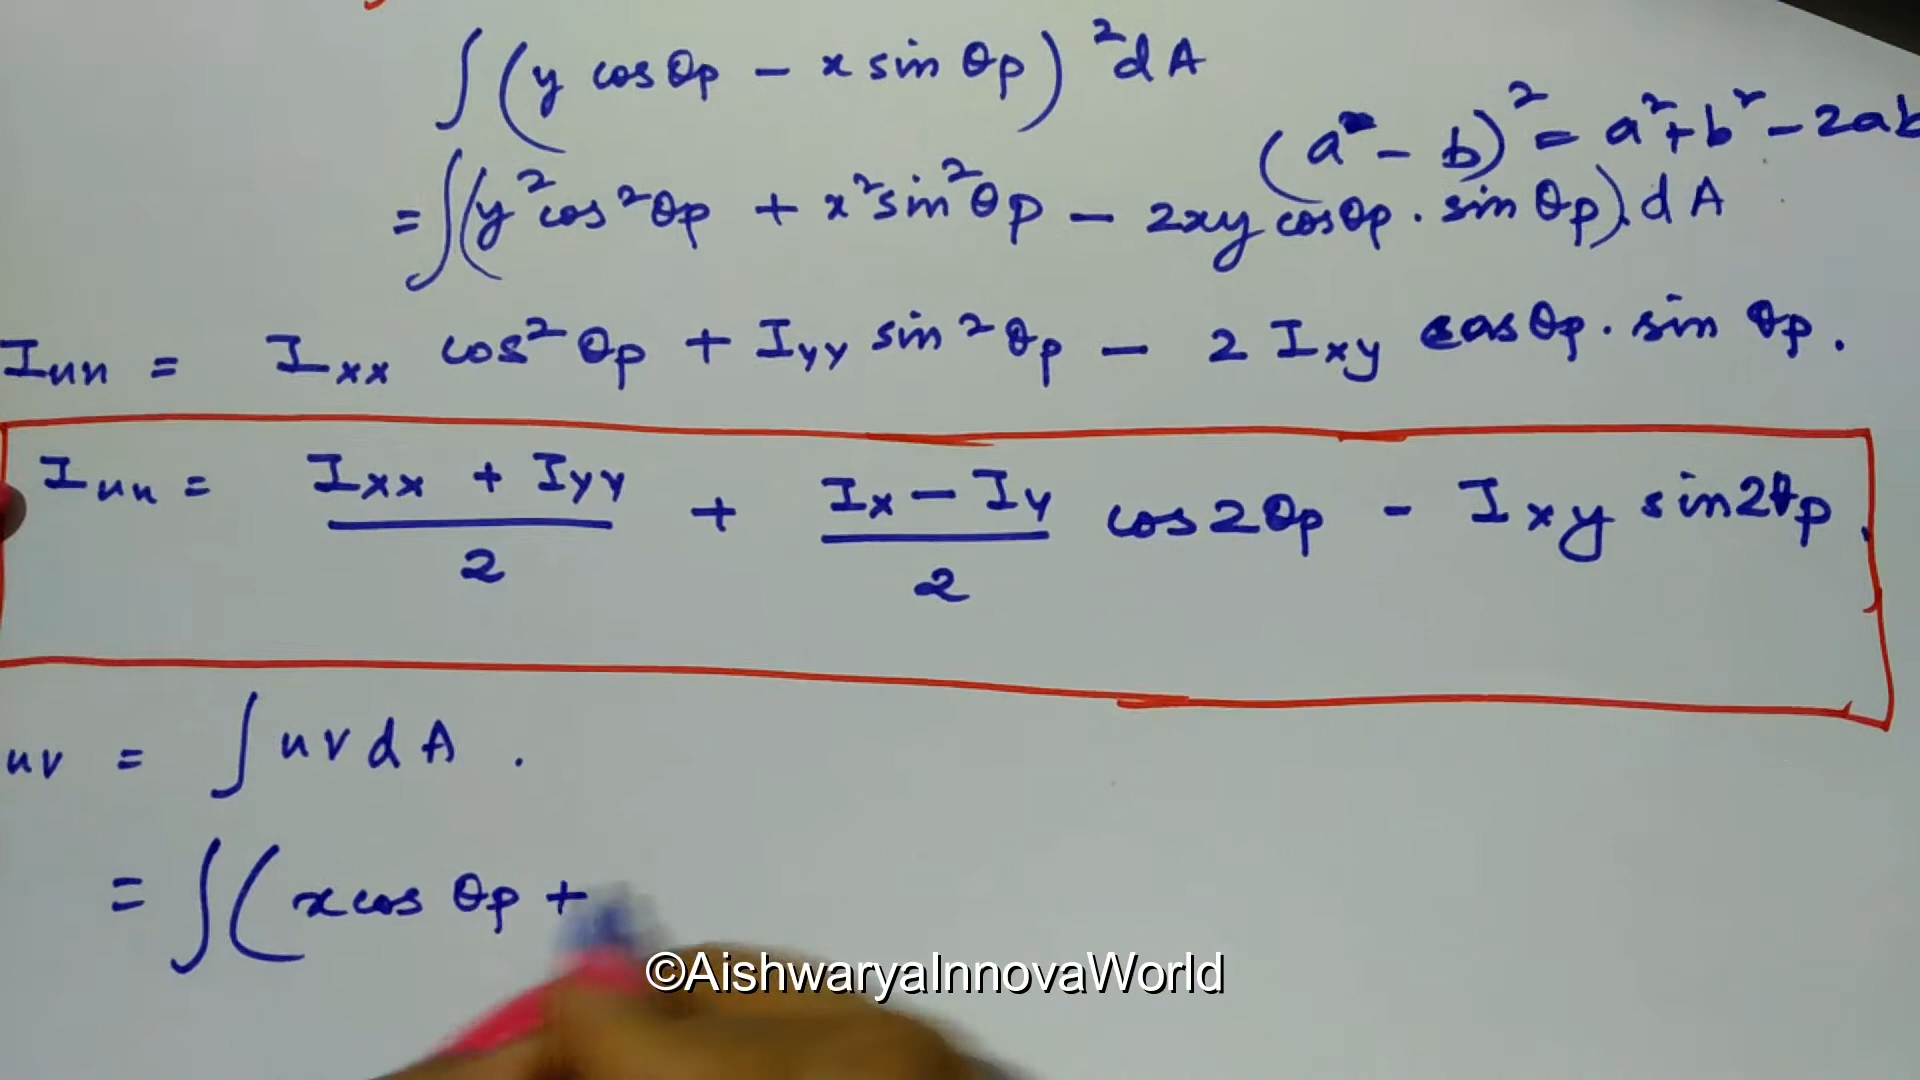 ∫(y cos θp − x sin θp)² dA
(a − b)² = a² + b² − 2ab
= ∫(y² cos² θp + x² sin² θp − 2xy cos θp . sin θp). dA
Iuu = Ixx cos² θp + Iyy sin² θp − 2 Ixy cos θp . sin θp .
Iuu = (Ixx + Iyy)/2 + (Ix − Iy)/2 cos 2θp − Ixy sin 2θp .
uv = ∫ uv dA .
= ∫( x cos θp +
©AishwaryaInnovaWorld